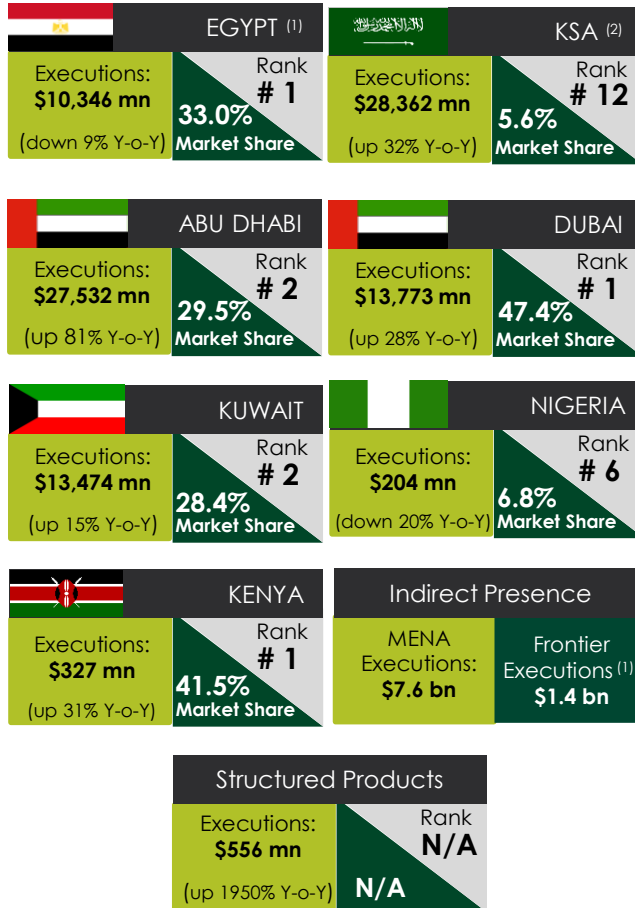 EGYPT (1)
Executions:
$10,346 mn
(down 9% Y-o-Y)
Rank
# 1
33.0%
Market Share
KSA (2)
Executions:
$28,362 mn
(up 32% Y-o-Y)
Rank
# 12
5.6%
Market Share
ABU DHABI
Executions:
$27,532 mn
(up 81% Y-o-Y)
Rank
# 2
29.5%
Market Share
DUBAI
Executions:
$13,773 mn
(up 28% Y-o-Y)
Rank
# 1
47.4%
Market Share
KUWAIT
Executions:
$13,474 mn
(up 15% Y-o-Y)
Rank
# 2
28.4%
Market Share
NIGERIA
Executions:
$204 mn
(down 20% Y-o-Y)
Rank
# 6
6.8%
Market Share
KENYA
Executions:
$327 mn
(up 31% Y-o-Y)
Rank
# 1
41.5%
Market Share
Indirect Presence
MENA
Executions:
$7.6 bn
Frontier
Executions (1)
$1.4 bn
Structured Products
Executions:
$556 mn
(up 1950% Y-o-Y)
Rank
N/A
N/A